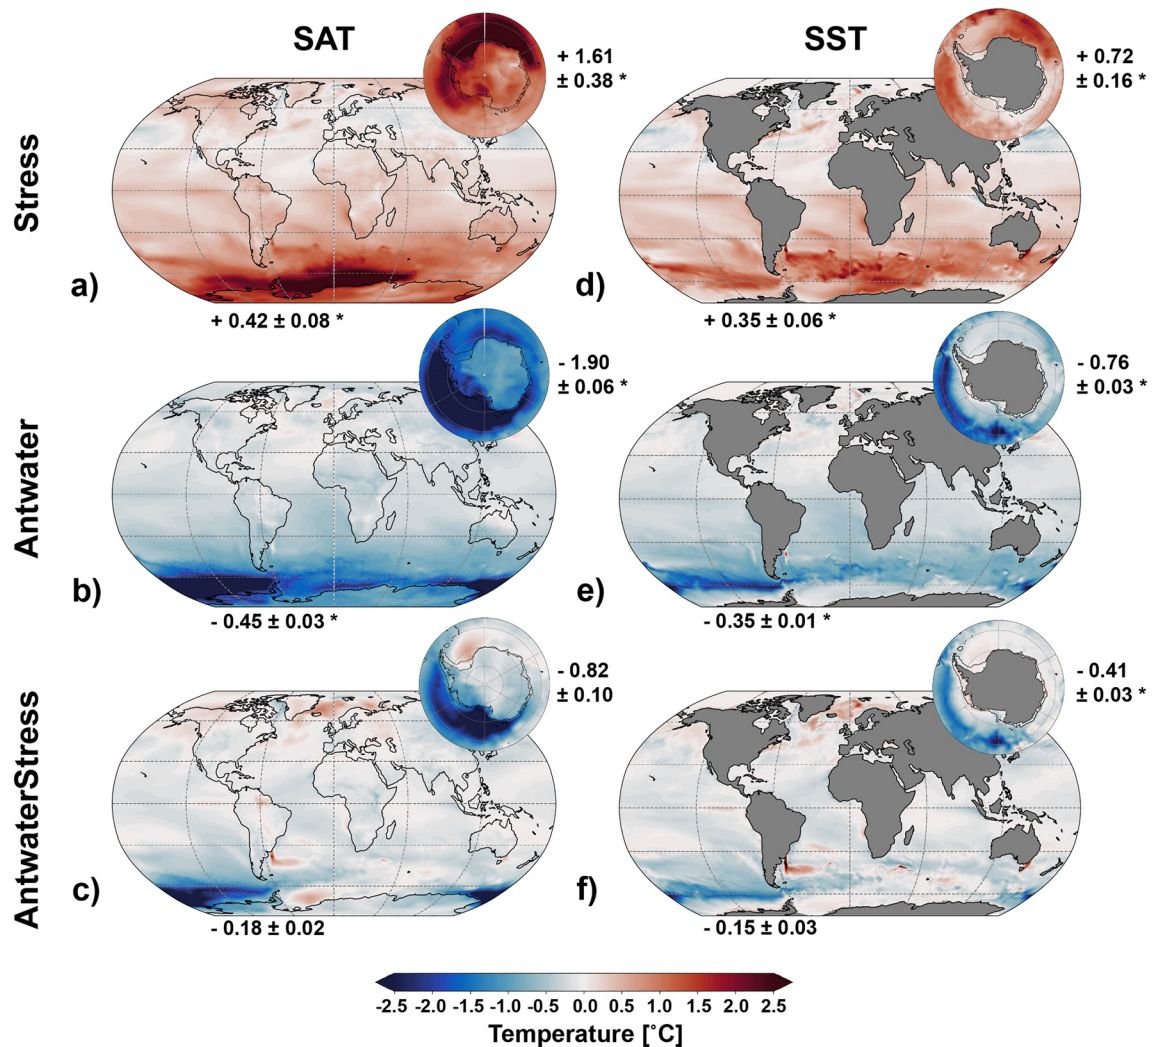 SAT
SST
+ 1.61
± 0.38 *
+ 0.72
± 0.16 *
Stress
a)
d)
+ 0.42 ± 0.08 *
+ 0.35 ± 0.06 *
- 1.90
± 0.06 *
- 0.76
± 0.03 *
Antwater
b)
e)
- 0.45 ± 0.03 *
- 0.35 ± 0.01 *
- 0.82
± 0.10
- 0.41
± 0.03 *
AntwaterStress
c)
f)
- 0.18 ± 0.02
- 0.15 ± 0.03
-2.5 -2.0 -1.5 -1.0 -0.5 0.0 0.5 1.0 1.5 2.0 2.5
Temperature [˚C]